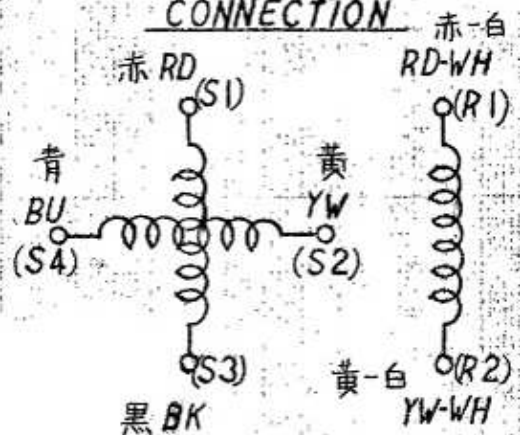 CONNECTION
赤-白
赤 RD
RD-WH
(S1)
(R1)
青
黄
BU
YW
(S4)
(S2)
(S3)
黄-白
(R2)
黒 BK
YW-WH